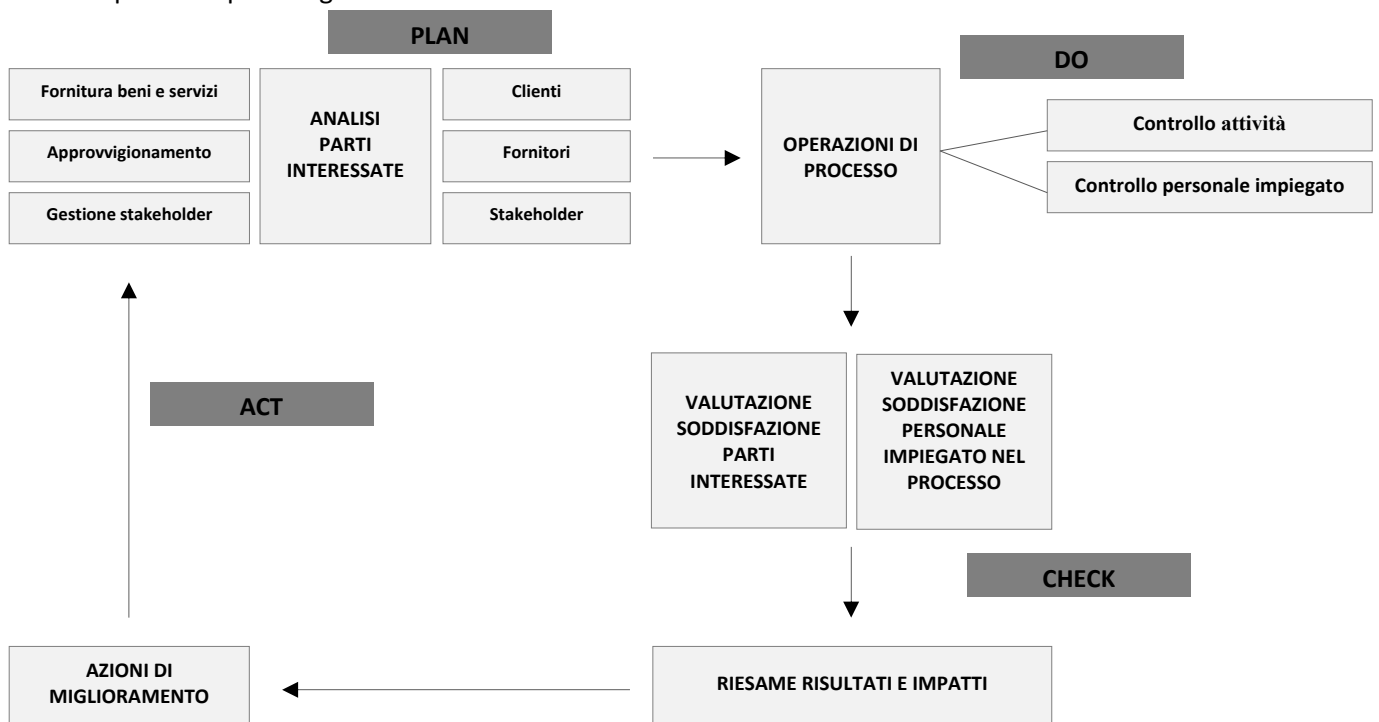 PLAN
DO
Fornitura beni e servizi
Approvvigionamento
Gestione stakeholder
ANALISI
PARTI
INTERESSATE
Clienti
Fornitori
Stakeholder
OPERAZIONI DI
PROCESSO
Controllo attività
Controllo personale impiegato
ACT
VALUTAZIONE
SODDISFAZIONE
PARTI
INTERESSATE
VALUTAZIONE
SODDISFAZIONE
PERSONALE
IMPIEGATO NEL
PROCESSO
CHECK
AZIONI DI
MIGLIORAMENTO
RIESAME RISULTATI E IMPATTI